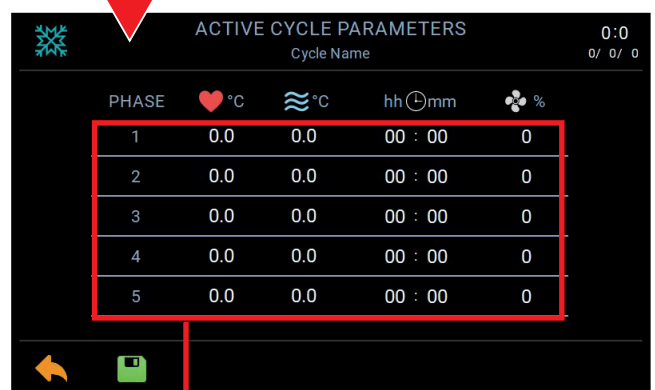 ACTIVE CYCLE PARAMETERS
0:0
Cycle Name
0/ 0/ 0
PHASE °C °C hh mm %
1 0.0 0.0 00 : 00 0
2 0.0 0.0 00 : 00 0
3 0.0 0.0 00 : 00 0
4 0.0 0.0 00 : 00 0
5 0.0 0.0 00 : 00 0